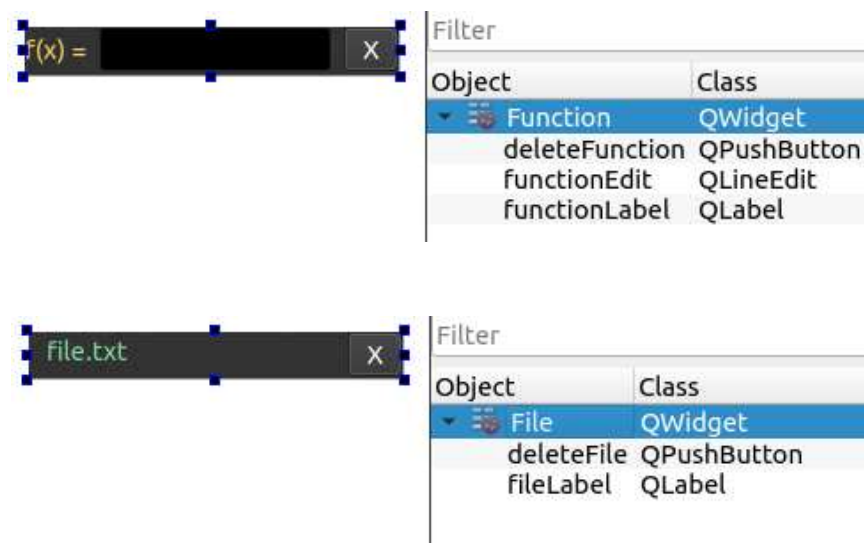 f(x) = X
Filter
Object Class
Function QWidget
deleteFunction QPushButton
functionEdit QLineEdit
functionLabel QLabel
file.txt X
Filter
Object Class
File QWidget
deleteFile QPushButton
fileLabel QLabel